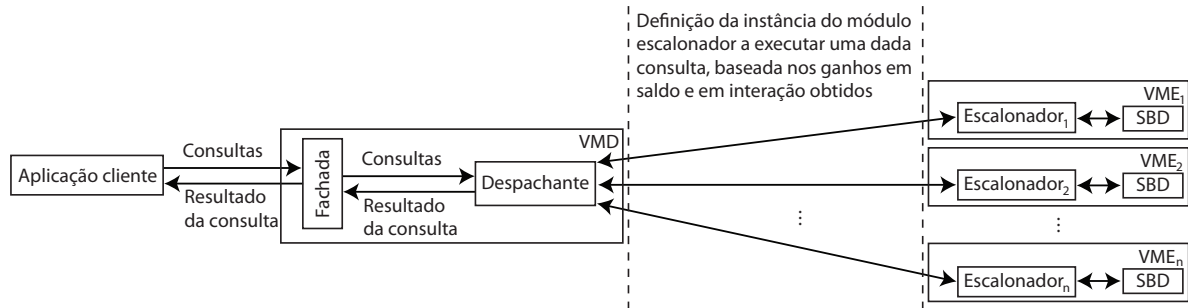 Definição da instância do módulo
escalonador a executar uma dada
consulta, baseada nos ganhos em
saldo e em interação obtidos
Aplicação cliente
Consultas
Resultado
da consulta
VMD
Fachada
Consultas
Resultado
da consulta
Despachante
...
VME₁
Escalonador₁
SBD
VME₂
Escalonador₂
SBD
...
VMEₙ
Escalonadorₙ
SBD